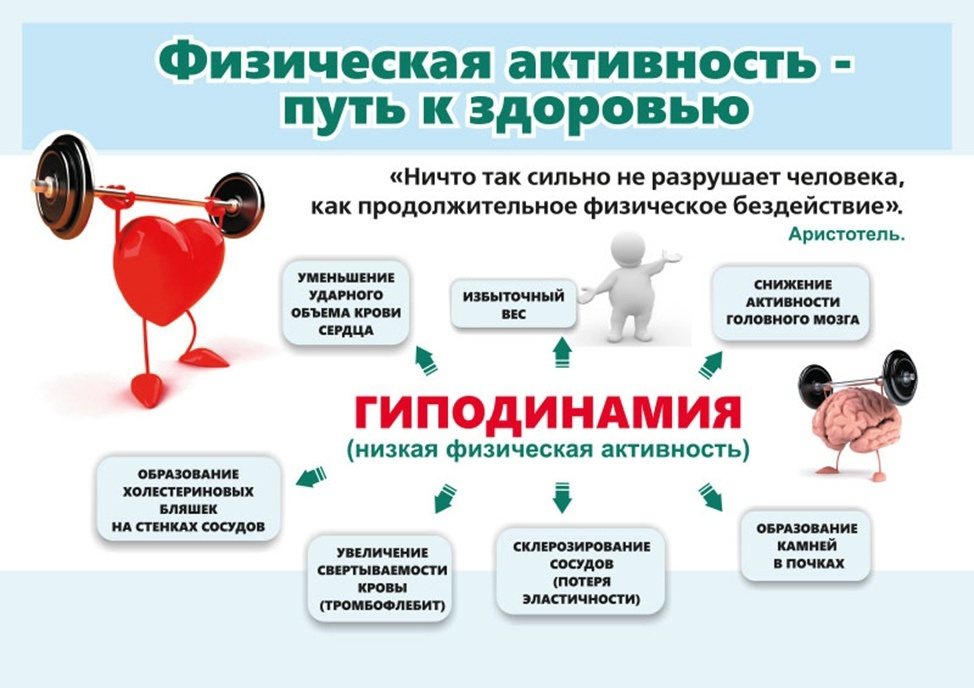 Физическая активность -
путь к здоровью
«Ничто так сильно не разрушает человека,
как продолжительное физическое бездействие».
Аристотель.
УМЕНЬШЕНИЕ
УДАРНОГО
ОБЪЕМА КРОВИ
СЕРДЦА
ИЗБЫТОЧНЫЙ
ВЕС
СНИЖЕНИЕ
АКТИВНОСТИ
ГОЛОВНОГО МОЗГА
ГИПОДИНАМИЯ
(низкая физическая активность)
ОБРАЗОВАНИЕ
ХОЛЕСТЕРИНОВЫХ
БЛЯШЕК
НА СТЕНКАХ СОСУДОВ
УВЕЛИЧЕНИЕ
СВЕРТЫВАЕМОСТИ
КРОВЫ
(ТРОМБОФЛЕБИТ)
СКЛЕРОЗИРОВАНИЕ
СОСУДОВ
(ПОТЕРЯ
ЭЛАСТИЧНОСТИ)
ОБРАЗОВАНИЕ
КАМНЕЙ
В ПОЧКАХ